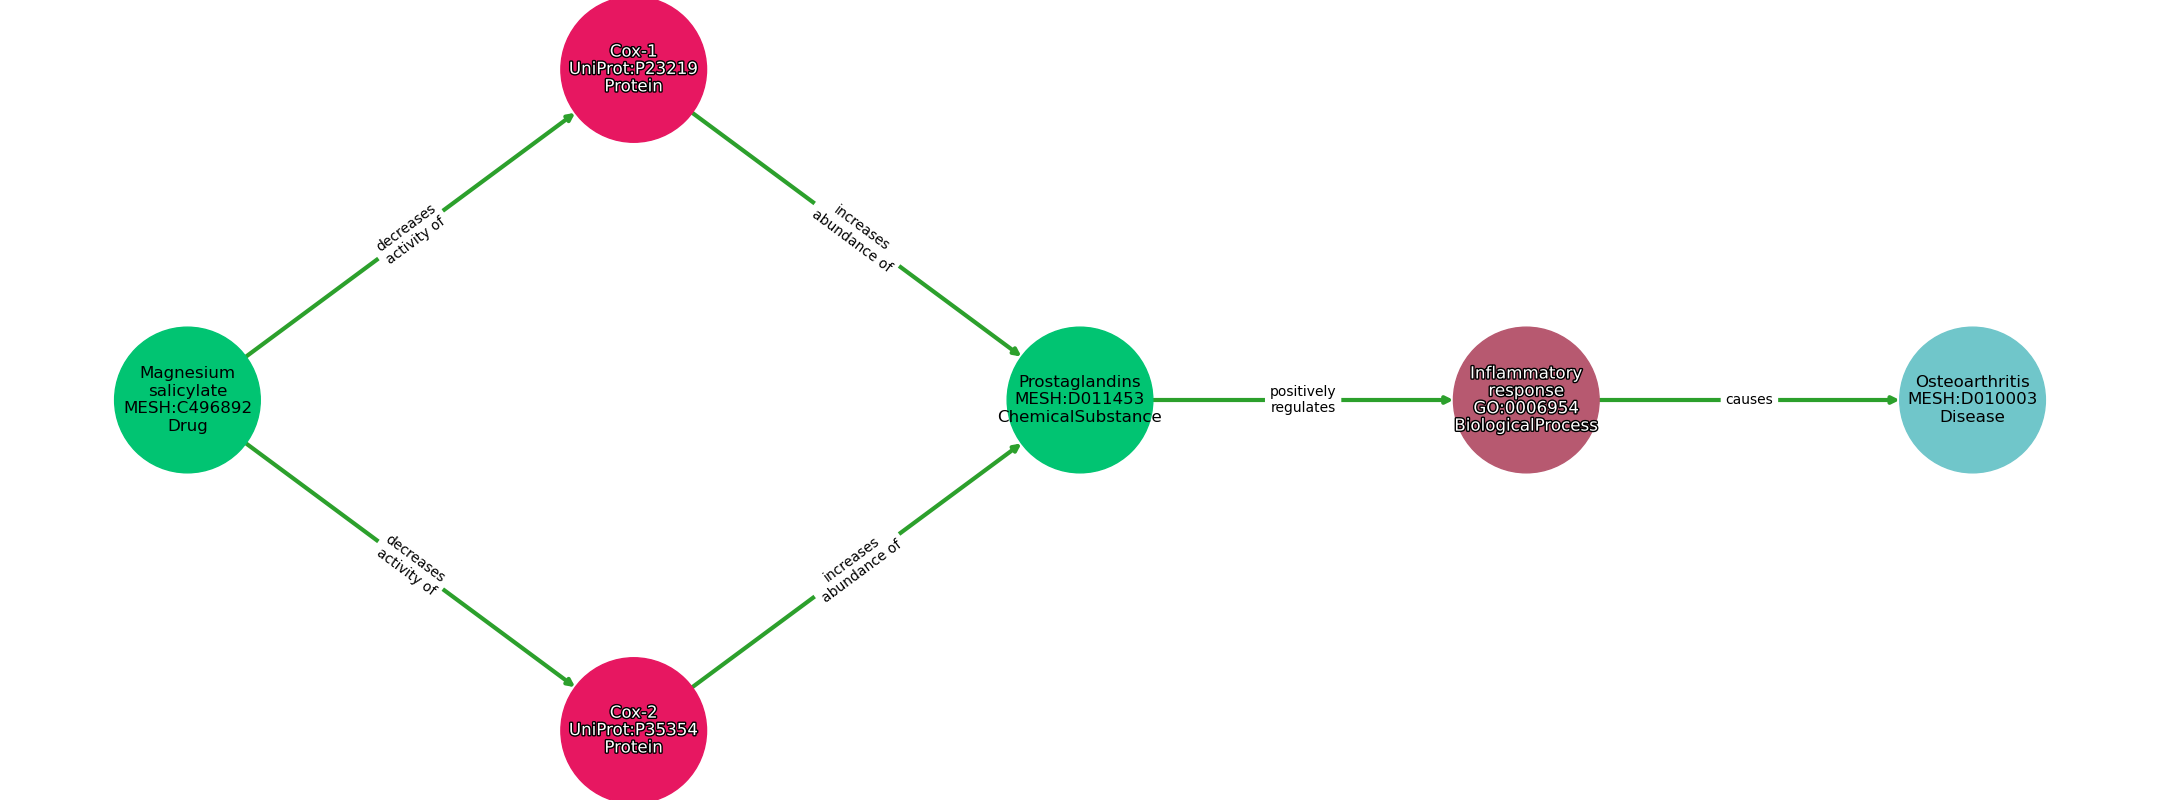 Cox-1
UniProt:P23219
Protein
decreases
activity of
increases
abundance of
Magnesium
salicylate
MESH:C496892
Drug
Prostaglandins
MESH:D011453
ChemicalSubstance
positively
regulates
Inflammatory
response
GO:0006954
BiologicalProcess
causes
Osteoarthritis
MESH:D010003
Disease
decreases
activity of
increases
abundance of
Cox-2
UniProt:P35354
Protein